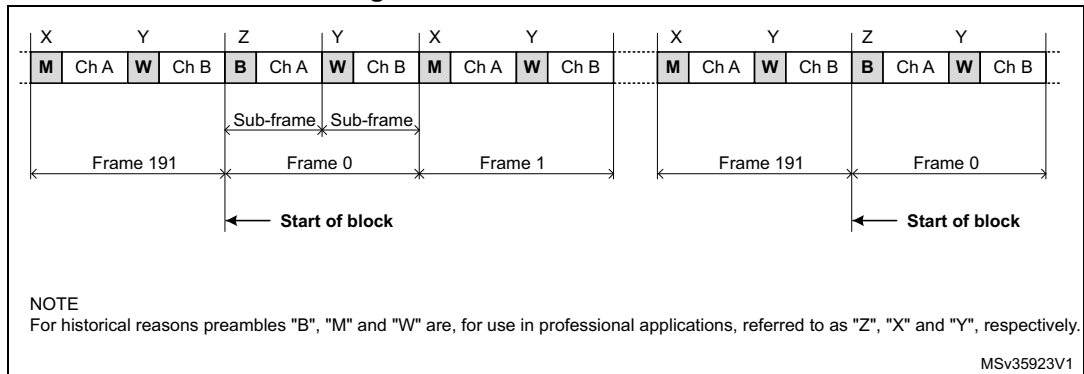 X Y Z Y X Y X Y Z Y
M Ch A W Ch B B Ch A W Ch B M Ch A W Ch B M Ch A W Ch B B Ch A W Ch B
Sub-frame Sub-frame
Frame 191 Frame 0 Frame 1 Frame 191 Frame 0
Start of block Start of block
NOTE
For historical reasons preambles "B", "M" and "W" are, for use in professional applications, referred to as "Z", "X" and "Y", respectively.
MSv35923V1